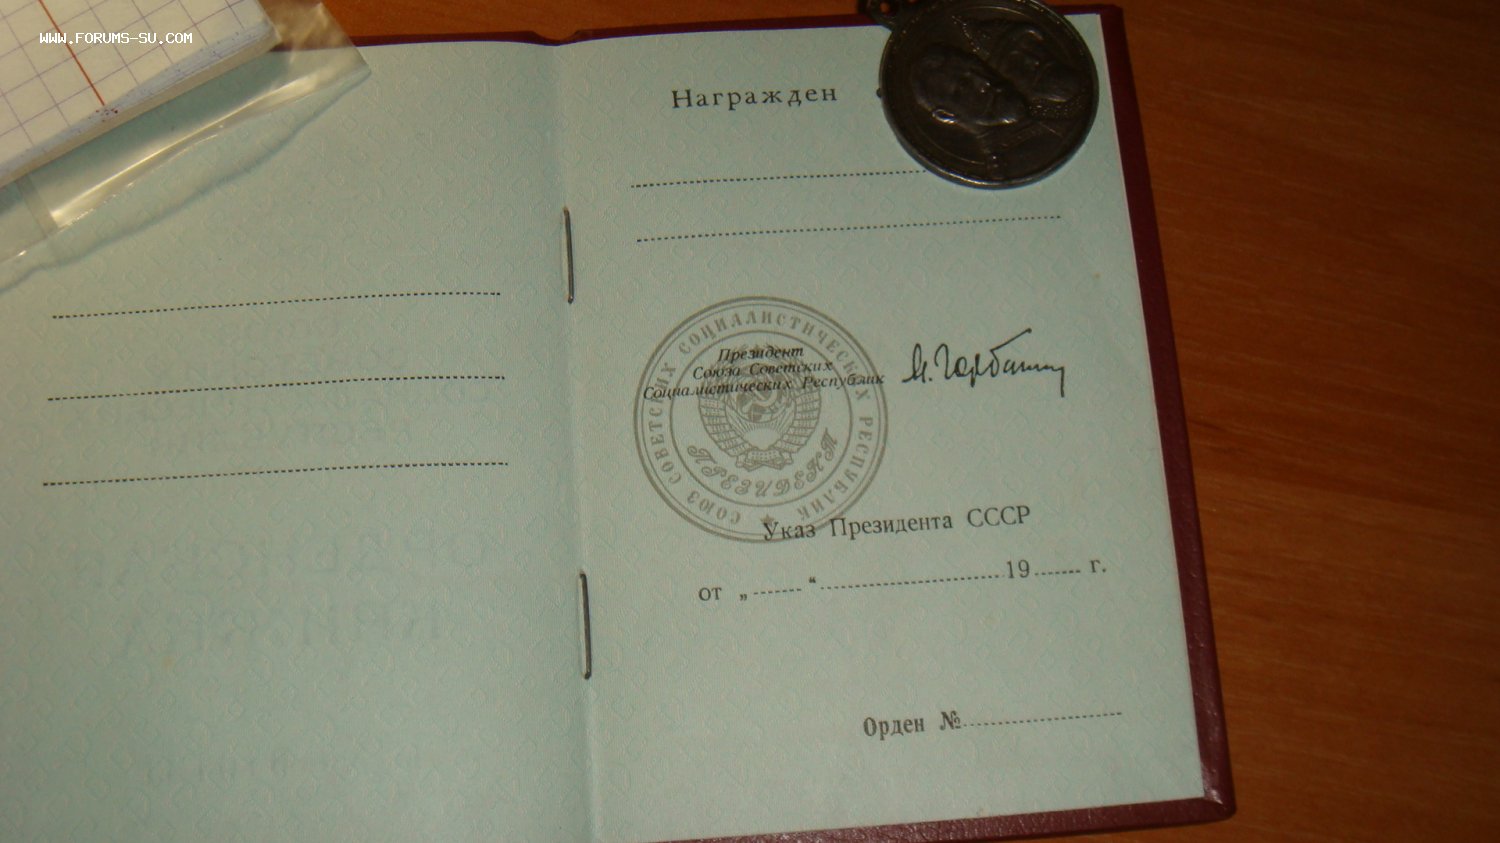 WWW.FORUMS-SU.COM
Награжден
СОЮЗ СОВЕТСКИХ СОЦИАЛИСТИЧЕСКИХ РЕСПУБЛИК
Президент
Союза Советских
Социалистических Республик
М. Горбачев
ПРЕЗИДЕНТ
Указ Президента СССР
от „ “ 19 г.
Орден №